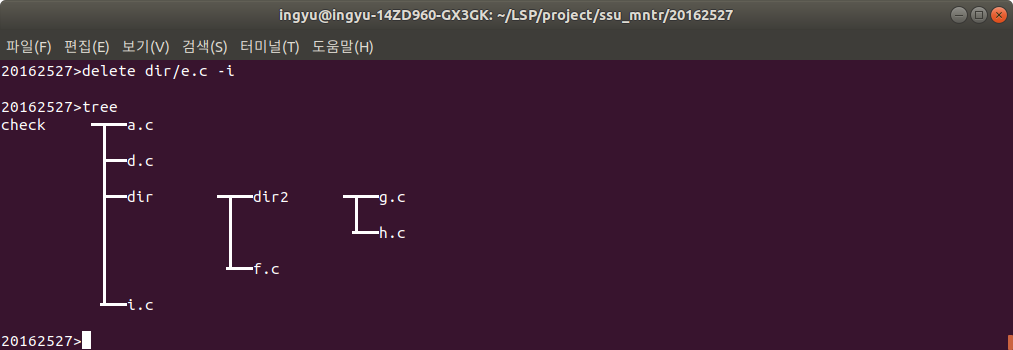 ingyu@ingyu-14ZD960-GX3GK: ~/LSP/project/ssu_mntr/20162527
파일(F) 편집(E) 보기(V) 검색(S) 터미널(T) 도움말(H)
20162527>delete dir/e.c -i
20162527>tree
check a.c
d.c
dir dir2 g.c
h.c
f.c
i.c
20162527>